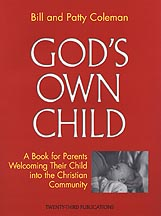 Bill and Patty Coleman
GOD'S
OWN
CHILD
A Book for Parents
Welcoming Their Child
into the Christian
Community
TWENTY-THIRD PUBLICATIONS